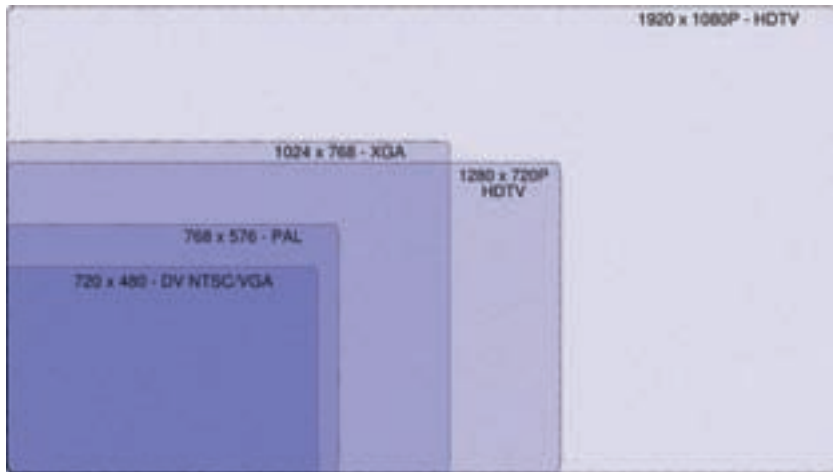 1920 x 1080P - HDTV
1024 x 768 - XGA
1280 x 720P
HDTV
768 x 576 - PAL
720 x 480 - DV NTSC/VGA